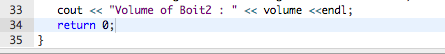 33 cout << "Volume of Boit2 : " << volume <<endl;
34 return 0;
35 }